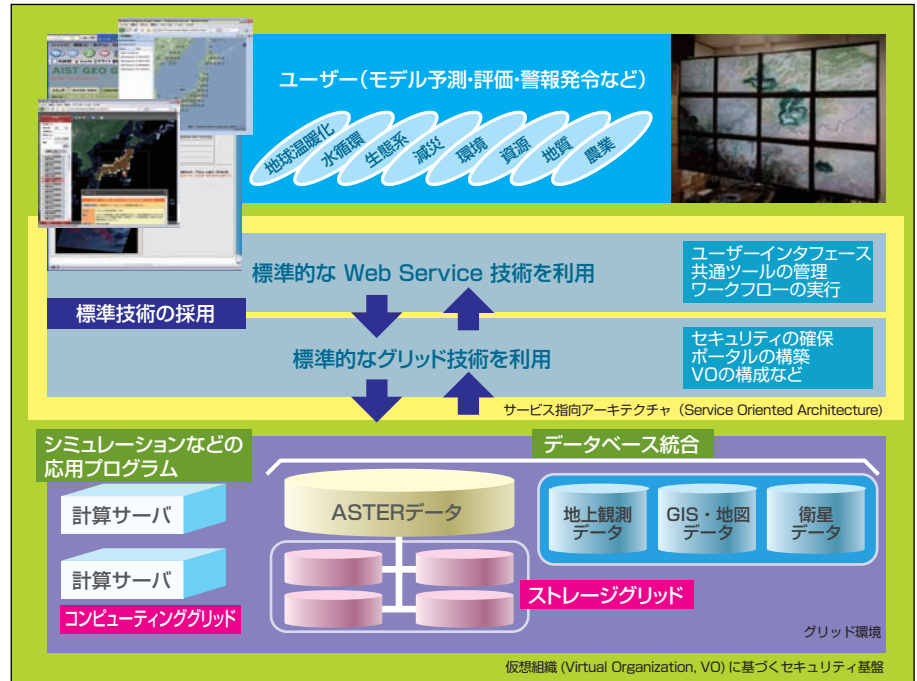 AIST GEO G
ユーザー（モデル予測・評価・警報発令など）
地球温暖化
水循環
生態系
減災
環境
資源
地質
農業
標準的な Web Service 技術を利用
ユーザーインタフェース
共通ツールの管理
ワークフローの実行
標準技術の採用
標準的なグリッド技術を利用
セキュリティの確保
ポータルの構築
VOの構成など
サービス指向アーキテクチャ（Service Oriented Architecture)
シミュレーションなどの
応用プログラム
データベース統合
計算サーバ
ASTERデータ
地上観測
データ
GIS・地図
データ
衛星
データ
計算サーバ
コンピューティンググリッド
ストレージグリッド
グリッド環境
仮想組織 (Virtual Organization, VO) に基づくセキュリティ基盤